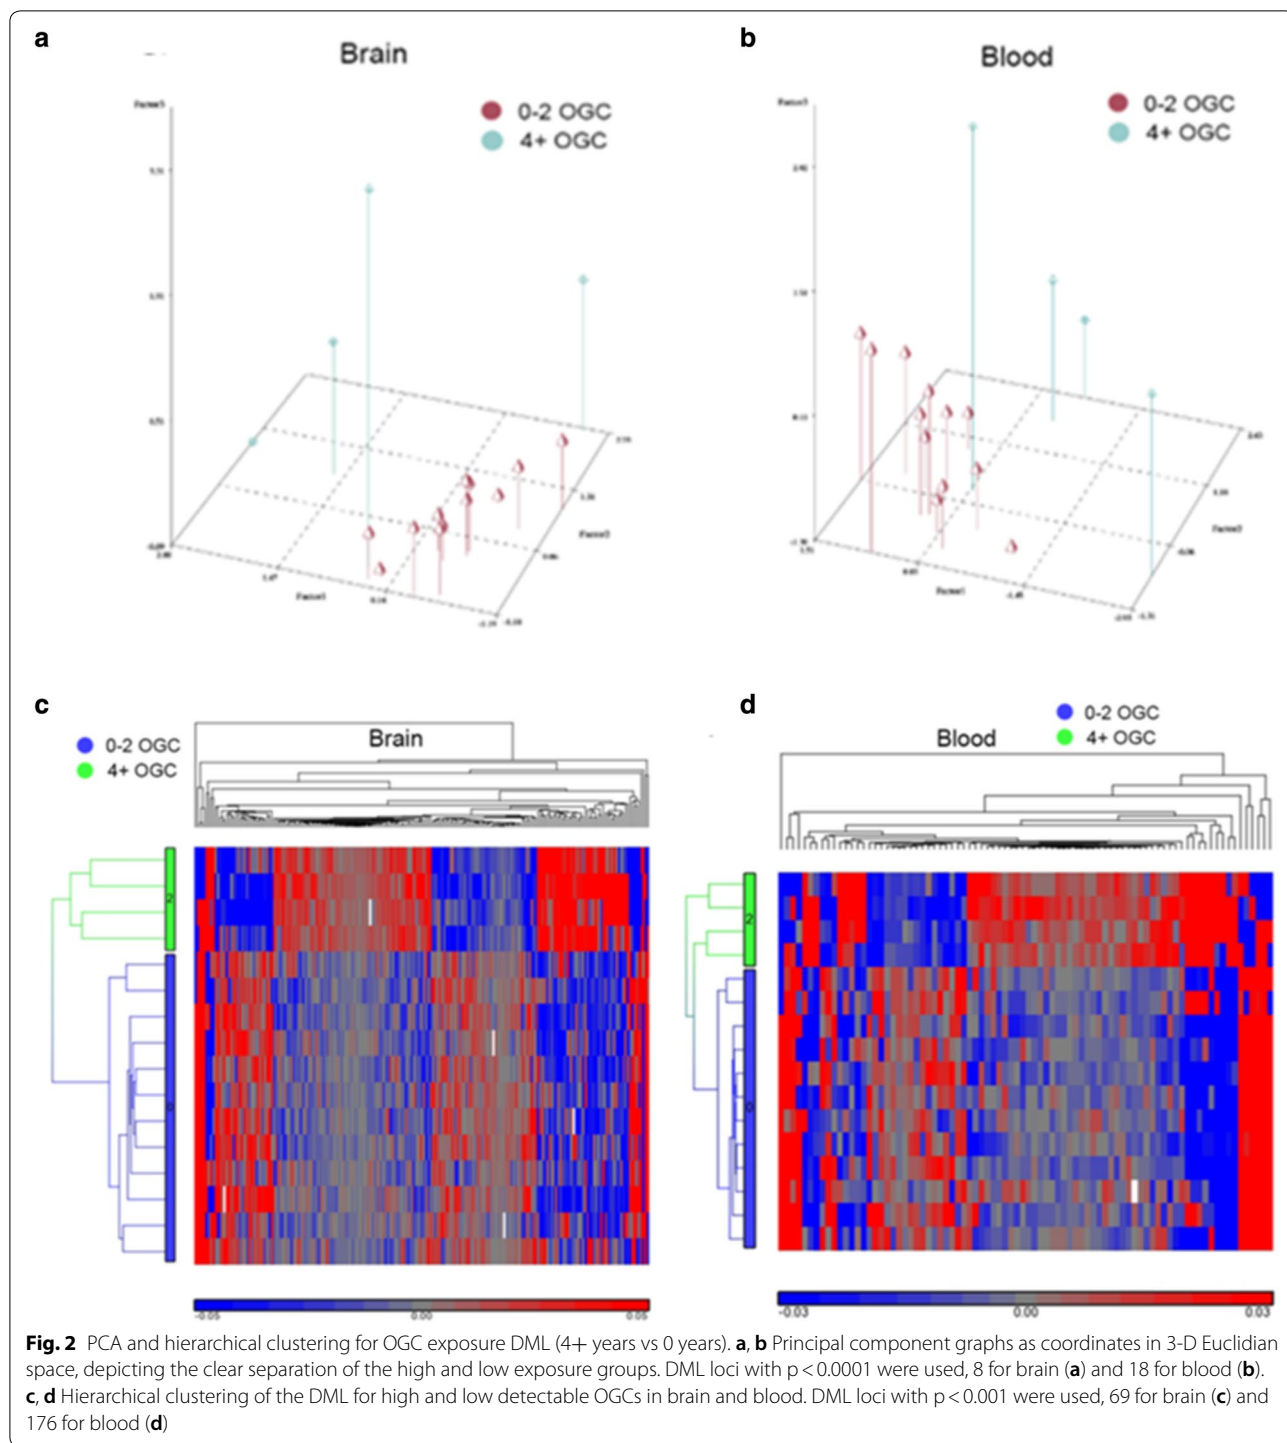 a
Brain
0-2 OGC
4+ OGC
b
Blood
0-2 OGC
4+ OGC
c
Brain
0-2 OGC
4+ OGC
2
0
-0.05
0.00
0.05
d
Blood
0-2 OGC
4+ OGC
2
0
-0.03
0.00
0.03
Fig. 2 PCA and hierarchical clustering for OGC exposure DML (4+ years vs 0 years). a, b Principal component graphs as coordinates in 3-D Euclidian
space, depicting the clear separation of the high and low exposure groups. DML loci with p < 0.0001 were used, 8 for brain (a) and 18 for blood (b).
c, d Hierarchical clustering of the DML for high and low detectable OGCs in brain and blood. DML loci with p < 0.001 were used, 69 for brain (c) and
176 for blood (d)